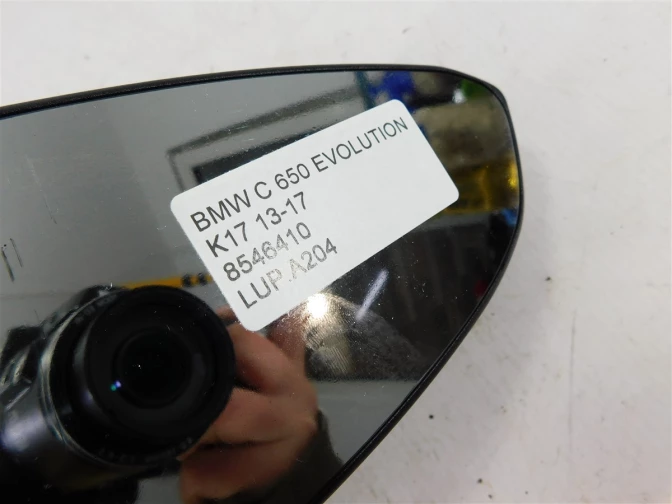 BMW C 650 EVOLUTION
K17 13-17
8546410
LUP A204